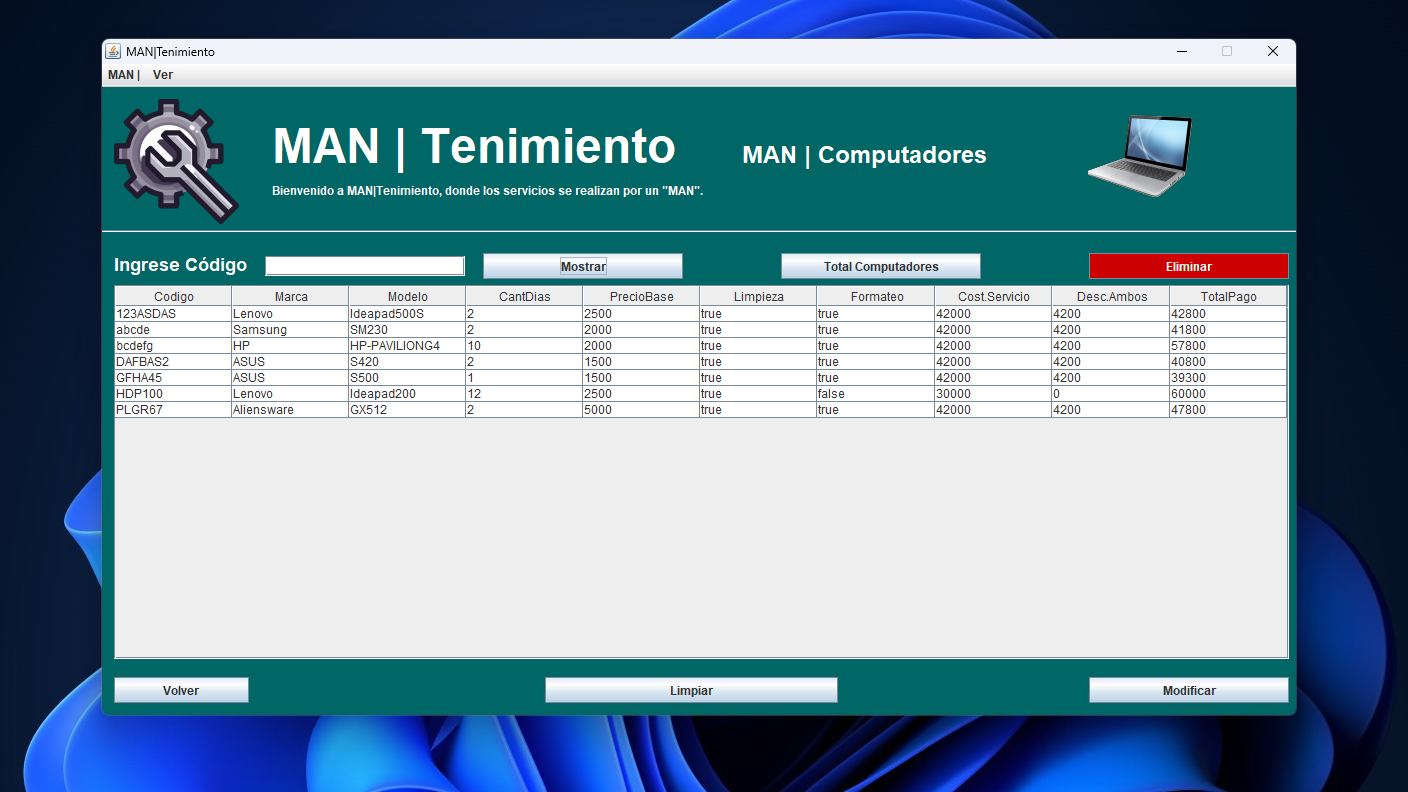 MAN|Tenimiento
MAN | Ver
MAN | Tenimiento
MAN | Computadores
Bienvenido a MAN|Tenimiento, donde los servicios se realizan por un "MAN".
Ingrese Código Mostrar Total Computadores Eliminar
Codigo Marca Modelo CantDias PrecioBase Limpieza Formateo Cost.Servicio Desc.Ambos TotalPago
123ASDAS Lenovo Ideapad500S 2 2500 true true 42000 4200 42800
abcde Samsung SM230 2 2000 true true 42000 4200 41800
bcdefg HP HP-PAVILIONG4 10 2000 true true 42000 4200 57800
DAFBAS2 ASUS S420 2 1500 true true 42000 4200 40800
GFHA45 ASUS S500 1 1500 true true 42000 4200 39300
HDP100 Lenovo Ideapad200 12 2500 true false 30000 0 60000
PLGR67 Aliensware GX512 2 5000 true true 42000 4200 47800
Volver Limpiar Modificar